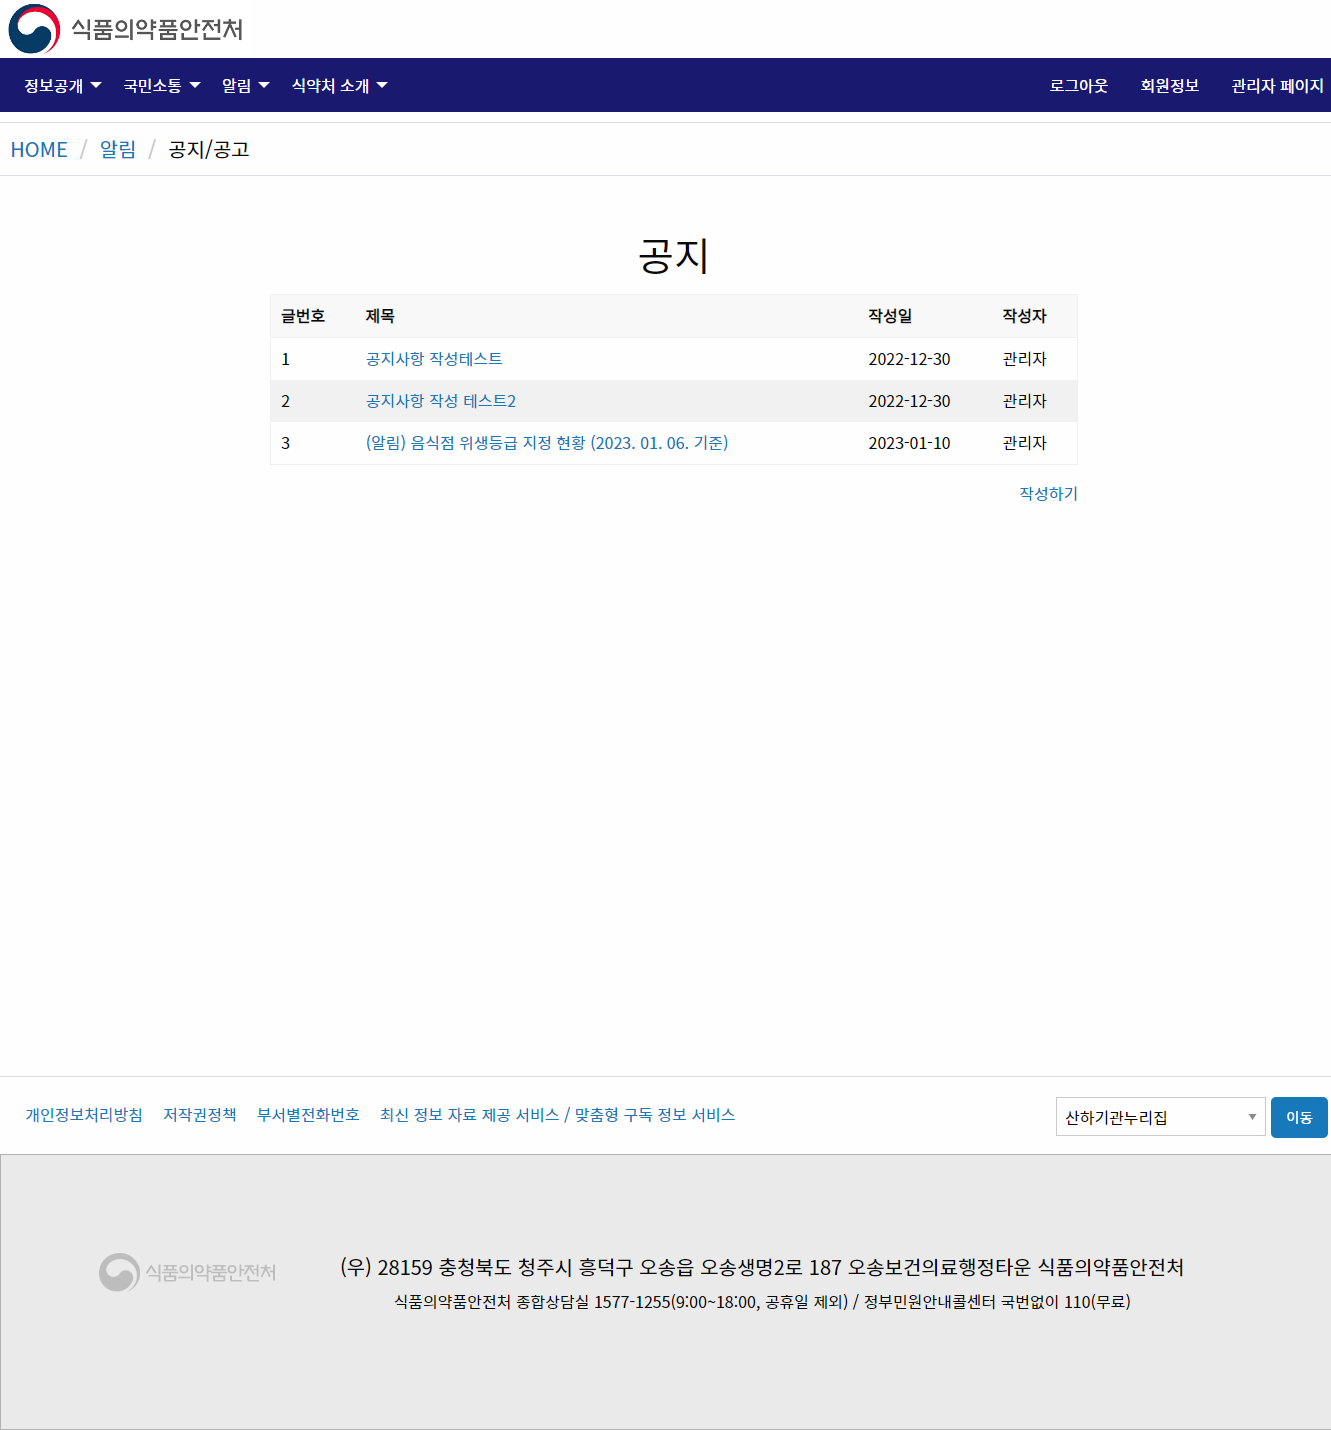 식품의약품안전처
정보공개 국민소통 알림 식약처 소개 로그아웃 회원정보 관리자 페이지
HOME / 알림 / 공지/공고
공지
글번호 제목 작성일 작성자
1 공지사항 작성테스트 2022-12-30 관리자
2 공지사항 작성 테스트2 2022-12-30 관리자
3 (알림) 음식점 위생등급 지정 현황 (2023. 01. 06. 기준) 2023-01-10 관리자
작성하기
개인정보처리방침 저작권정책 부서별전화번호 최신 정보 자료 제공 서비스 / 맞춤형 구독 정보 서비스 산하기관누리집 이동
식품의약품안전처 (우) 28159 충청북도 청주시 흥덕구 오송읍 오송생명2로 187 오송보건의료행정타운 식품의약품안전처
식품의약품안전처 종합상담실 1577-1255(9:00~18:00, 공휴일 제외) / 정부민원안내콜센터 국번없이 110(무료)